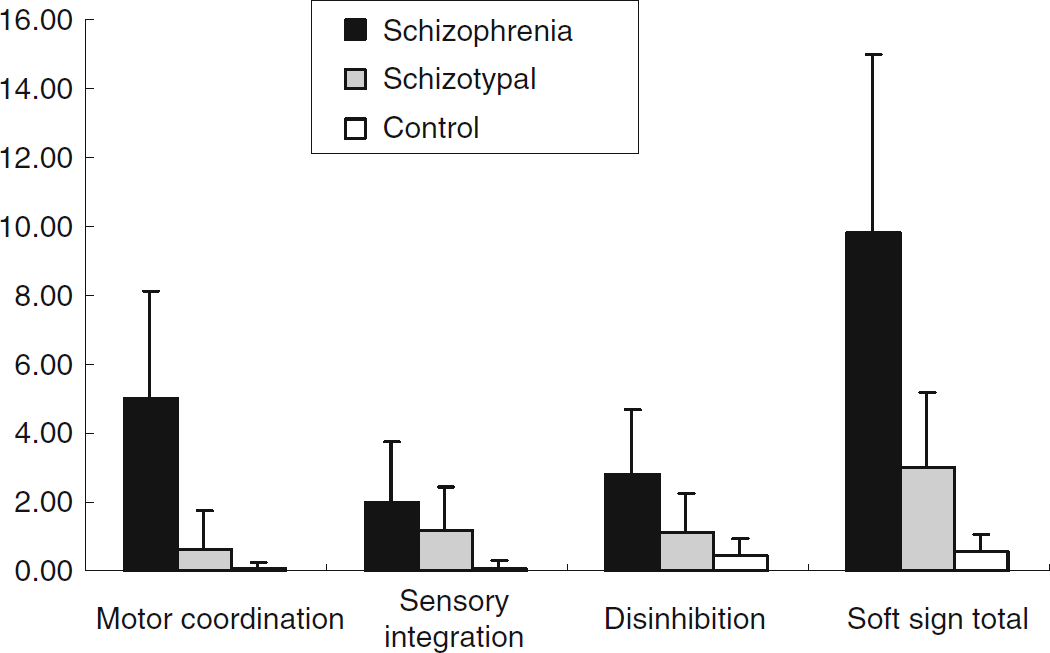 16.00
14.00
12.00
10.00
8.00
6.00
4.00
2.00
0.00
Schizophrenia
Schizotypal
Control
Motor coordination
Sensory
integration
Disinhibition
Soft sign total